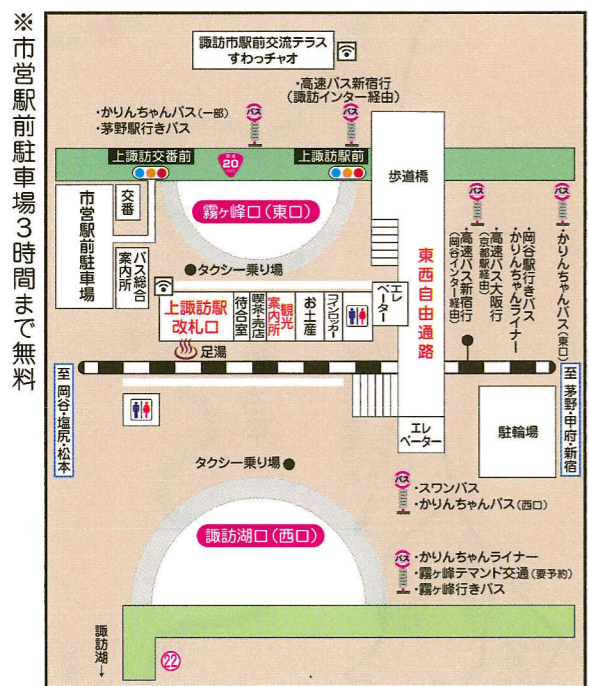 ※市営駅前駐車場3時間まで無料
諏訪市駅前交流テラス
すわっチャオ
・高速バス新宿行
(諏訪インター経由)
・かりんちゃんバス(一部)
・茅野駅行きバス
バス
バス
上諏訪交番前
国道
20
上諏訪駅前
歩道橋
市営駅前駐車場
交番
霧ヶ峰口(東口)
バス総合
案内所
タクシー乗り場
上諏訪駅
改札口
待合室
喫茶・売店
観光
案内所
お土産
コインロッカー
エレ
ベーター
東西自由通路
バス
・岡谷駅行きバス
かりんちゃんライナー
・高速バス大阪行
(京都駅経由)
・高速バス新宿行
(岡谷インター経由)
バス
・かりんちゃんバス(東口)
足湯
至 岡谷・塩尻・松本
至 茅野・甲府・新宿
エレ
ベーター
駐輪場
タクシー乗り場
バス
・スワンバス
・かりんちゃんバス(西口)
諏訪湖口(西口)
バス
・かりんちゃんライナー
・霧ヶ峰デマンド交通(要予約)
・霧ヶ峰行きバス
諏訪湖→
22